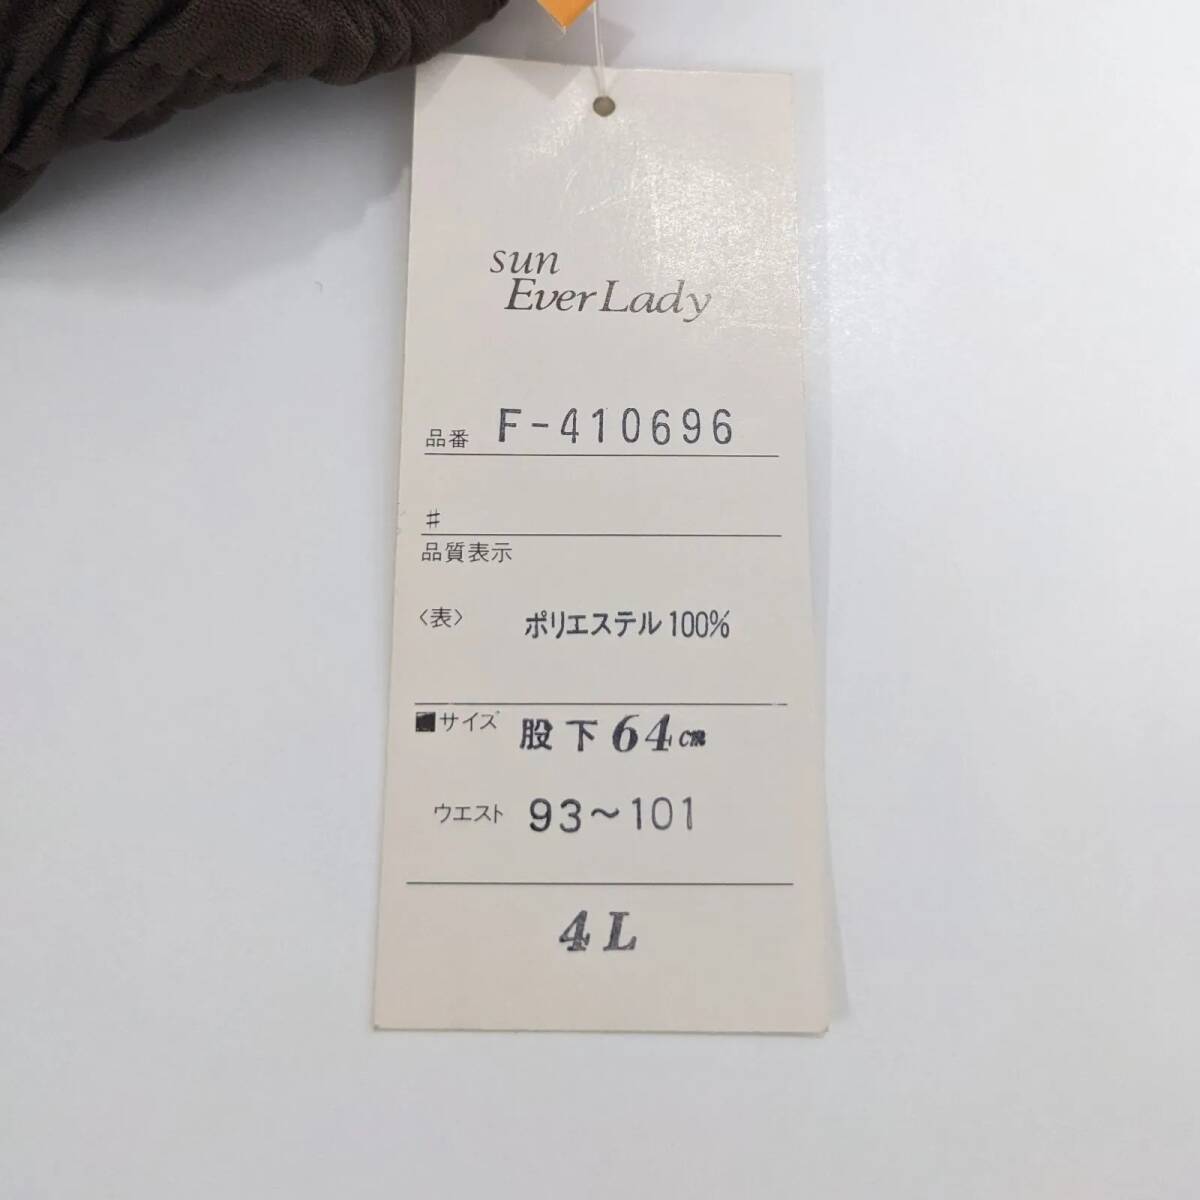 sun
Ever Lady
品番 F-410696
#
品質表示
〈表〉 ポリエステル100%
■サイズ 股下64cm
ウエスト 93～101
4L